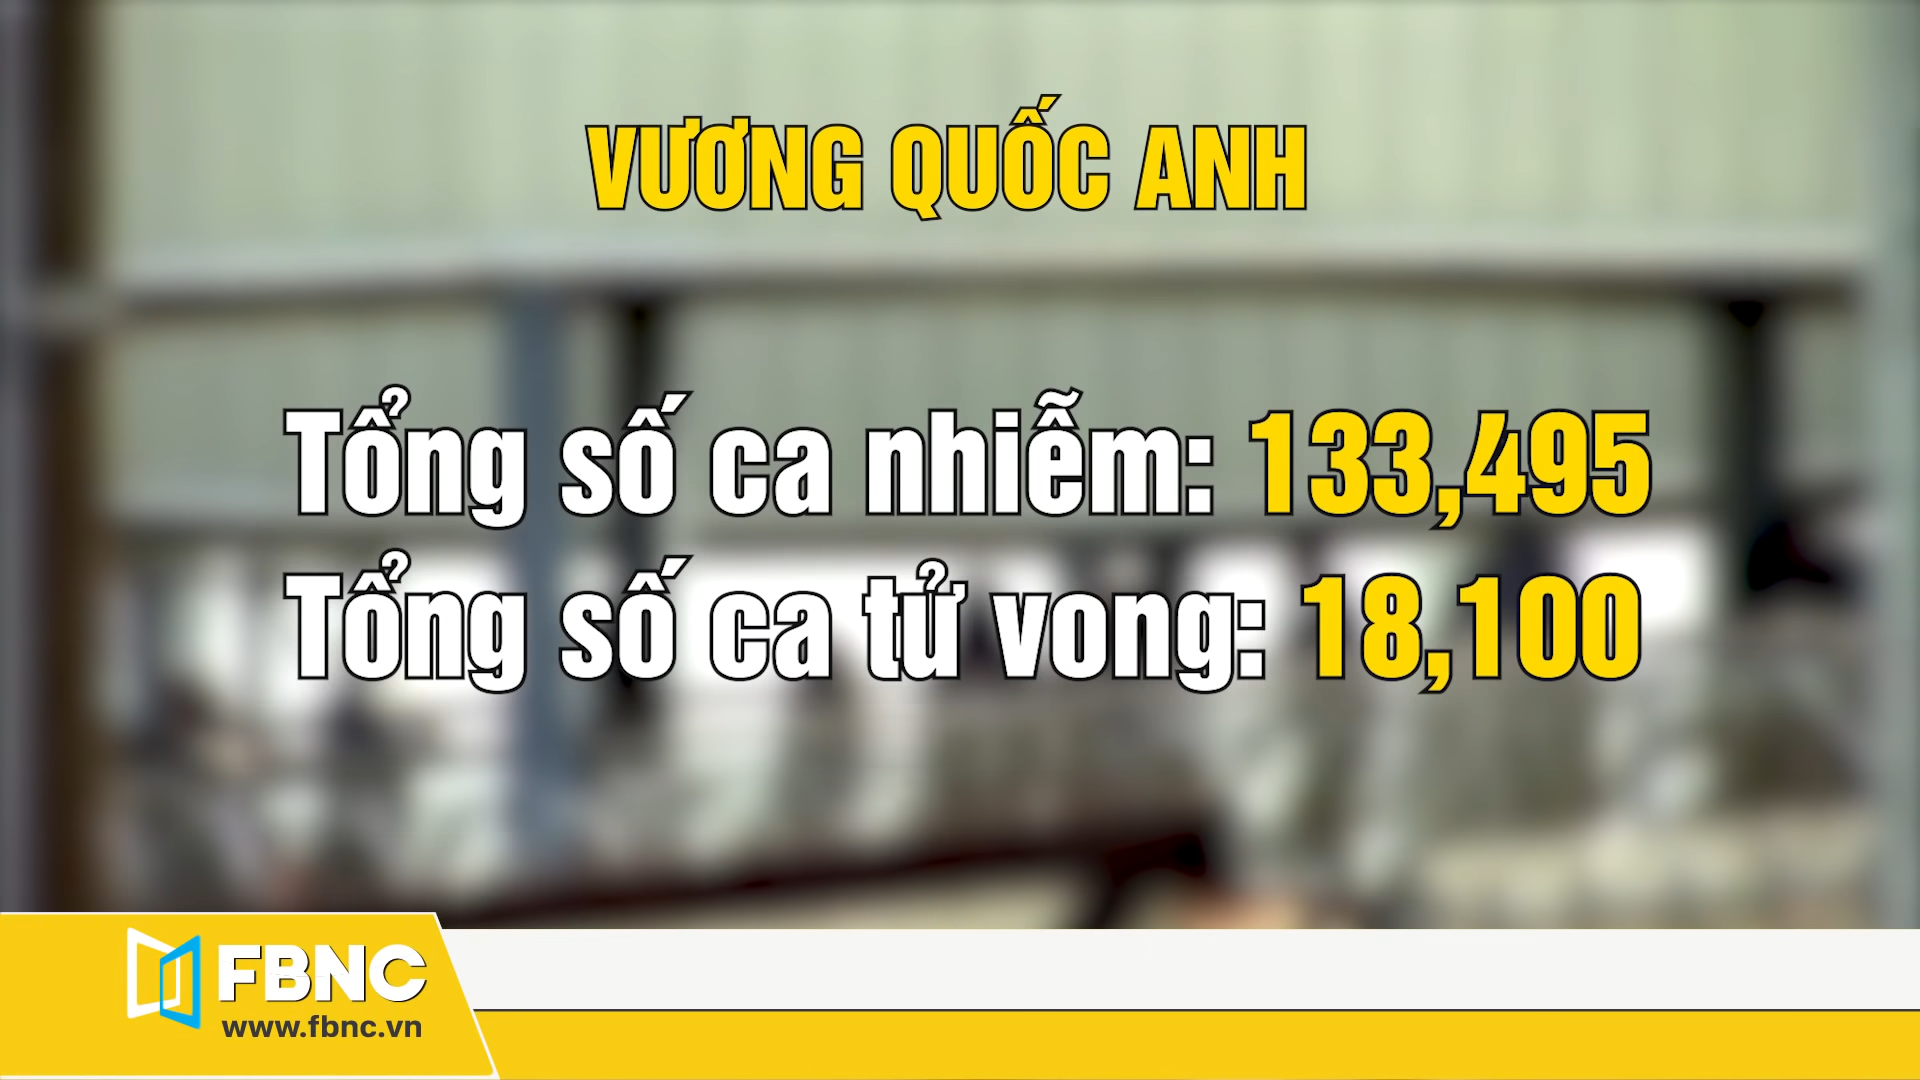 VƯƠNG QUỐC ANH
Tổng số ca nhiễm: 133,495
Tổng số ca tử vong: 18,100
FBNC
www.fbnc.vn